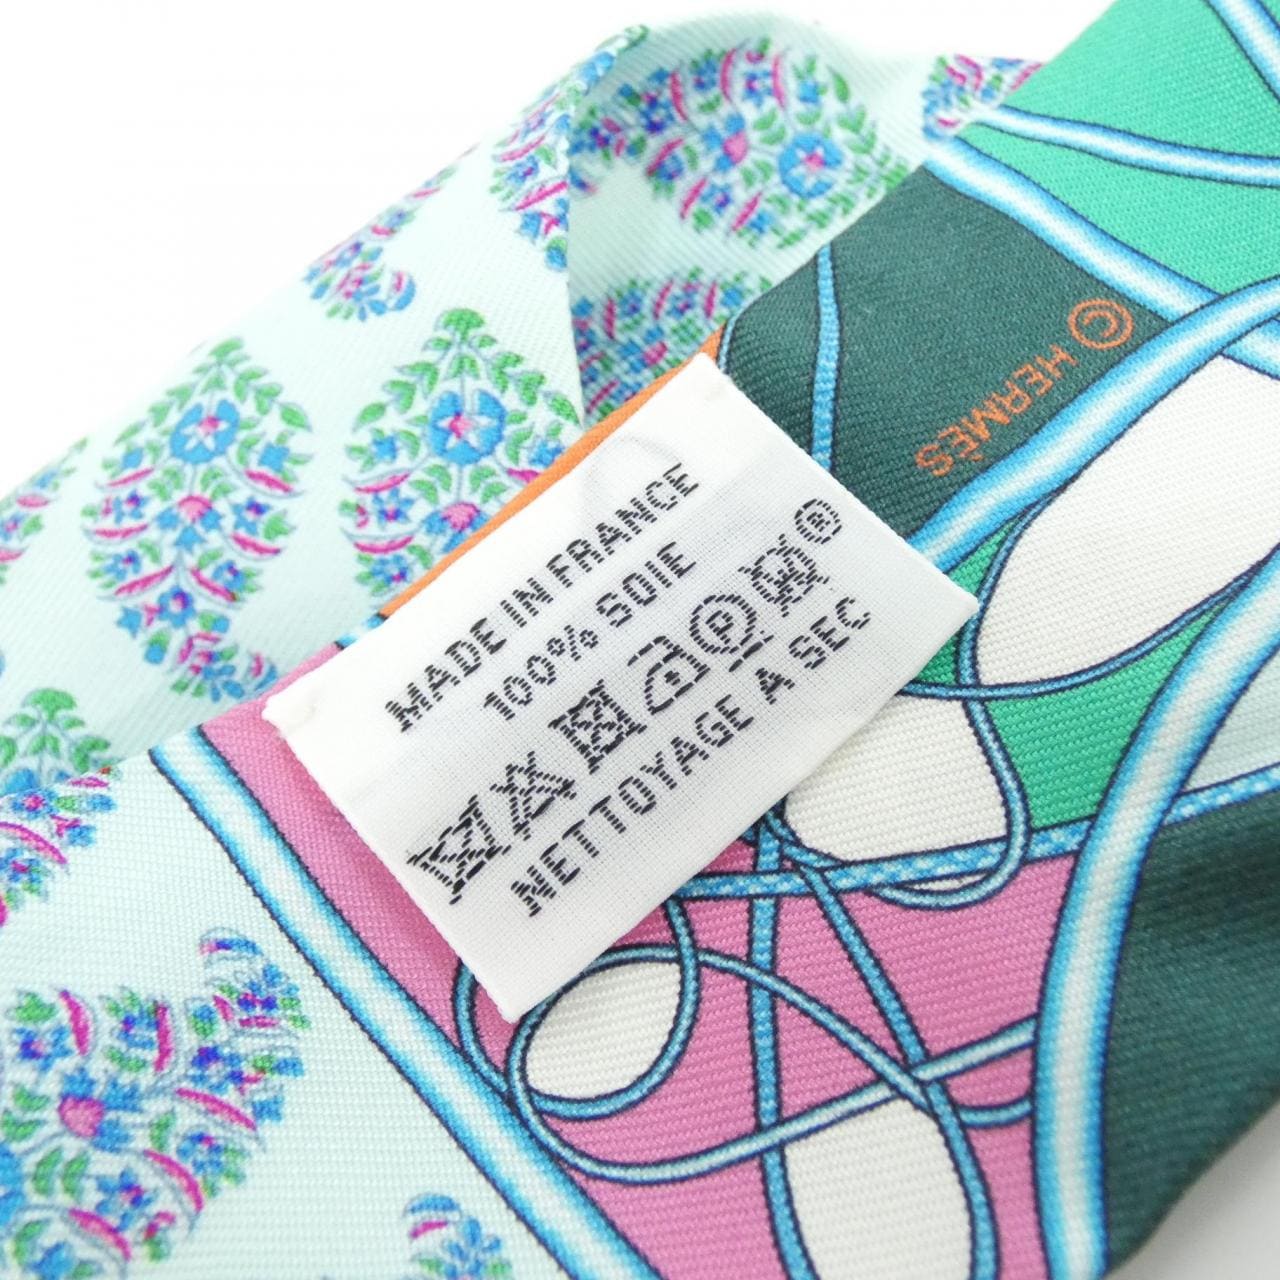 MADE IN FRANCE
100% SOIE
P ®
NETTOYAGE A SEC
© HERMÈS